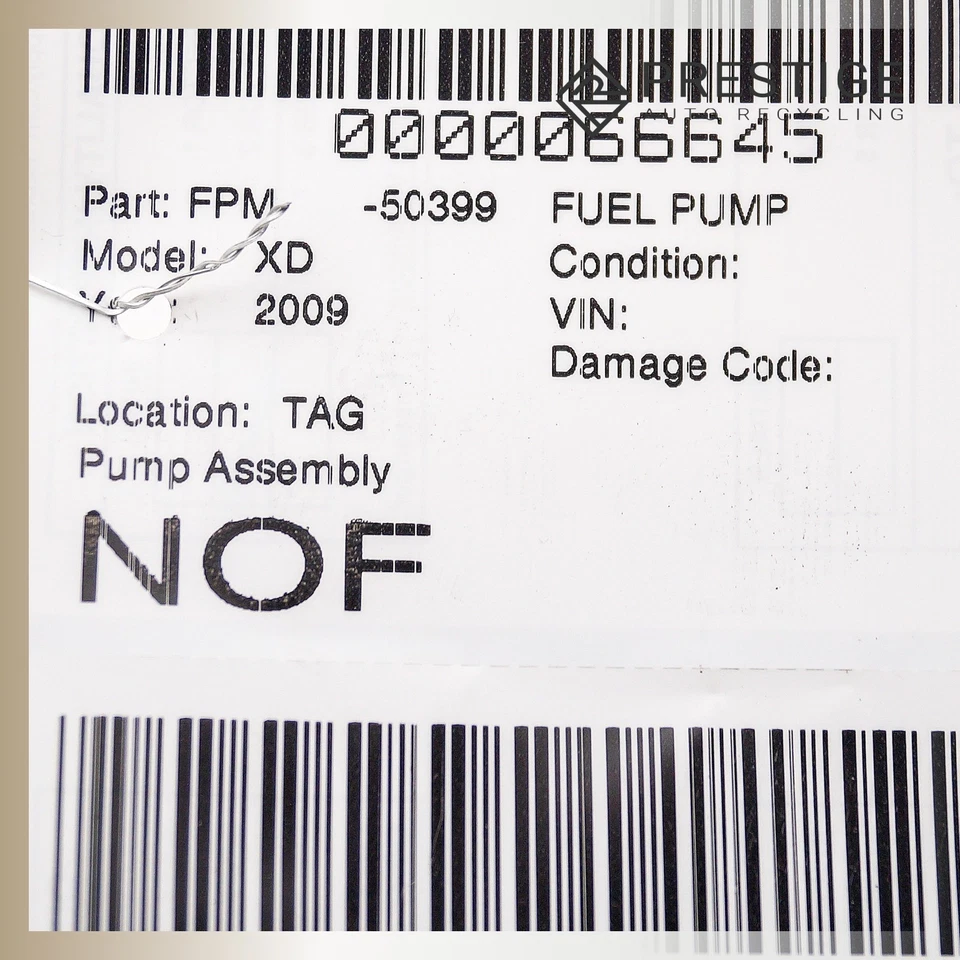 PRESTIGE
AUTO RECYCLING
0000066645
Part: FPM -50399 FUEL PUMP
Model: XD Condition:
2009 VIN:
Damage Code:
Location: TAG
Pump Assembly
NOF